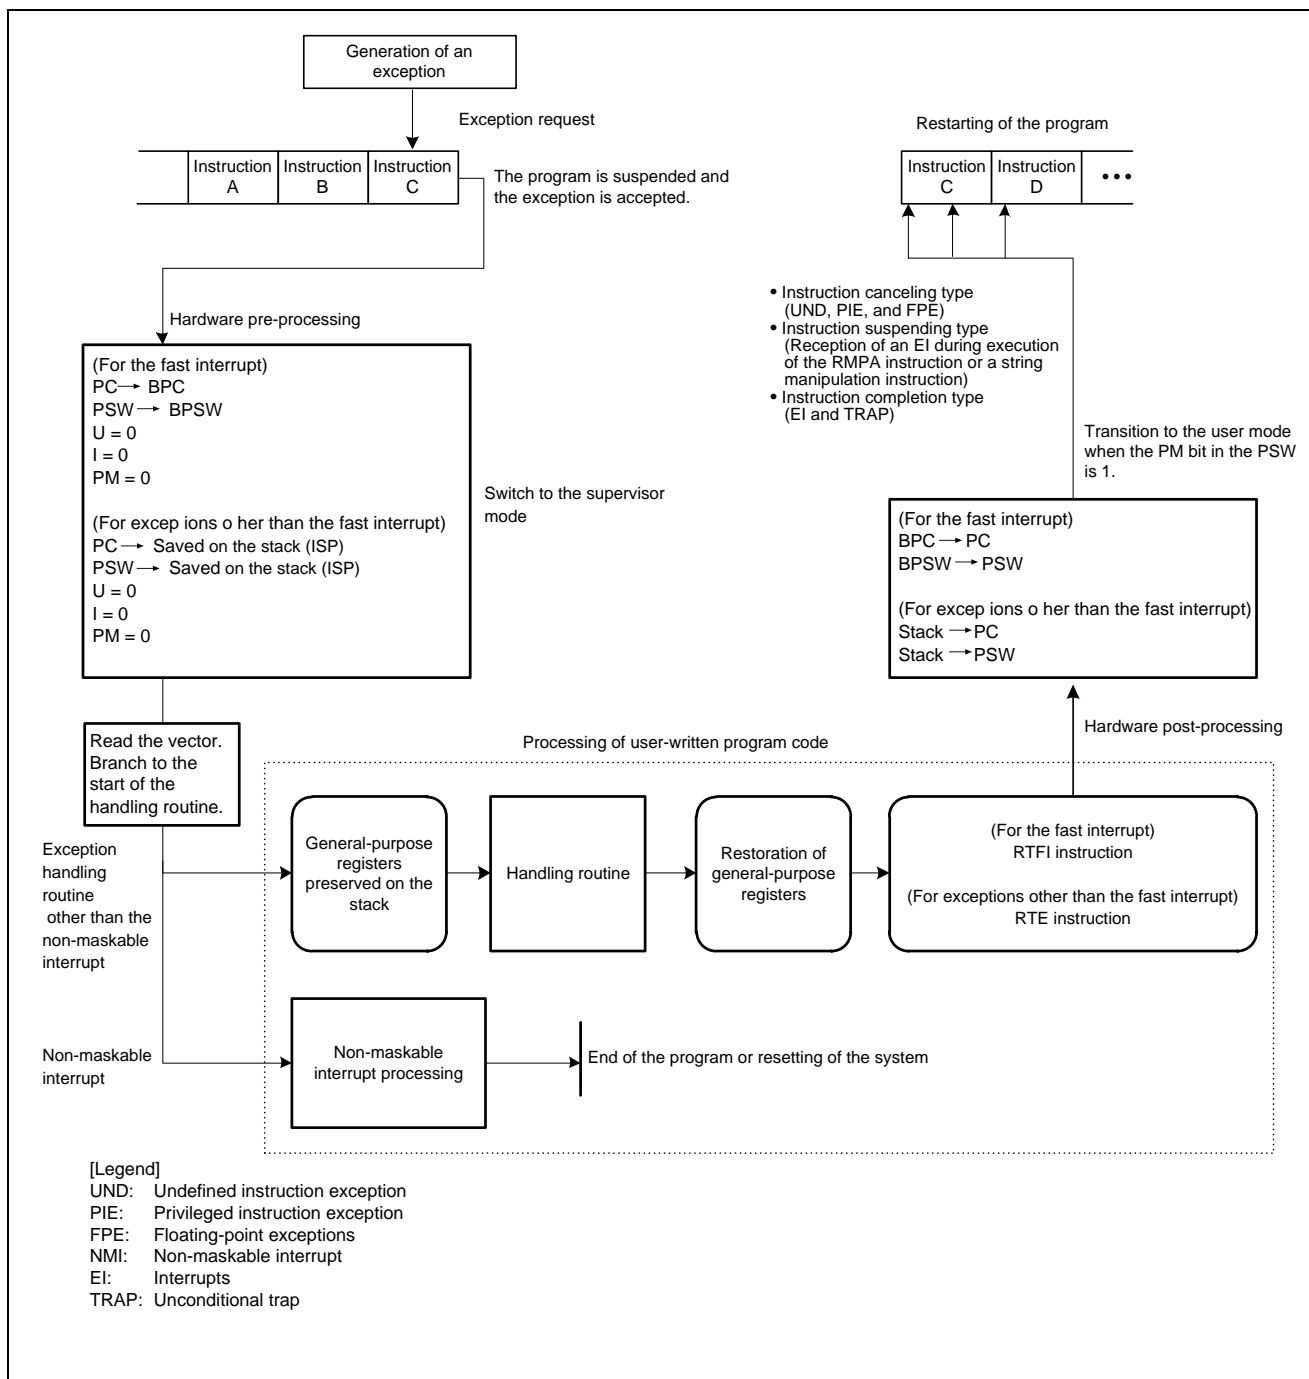 Generation of an
exception
Exception request
Restarting of the program
Instruction
A
Instruction
B
Instruction
C
The program is suspended and
the exception is accepted.
Instruction
C
Instruction
D
•••
• Instruction canceling type
(UND, PIE, and FPE)
• Instruction suspending type
(Reception of an EI during execution
of the RMPA instruction or a string
manipulation instruction)
• Instruction completion type
(EI and TRAP)
Hardware pre-processing
(For the fast interrupt)
PC → BPC
PSW → BPSW
U = 0
I = 0
PM = 0
(For excep ions o her than the fast interrupt)
PC → Saved on the stack (ISP)
PSW → Saved on the stack (ISP)
U = 0
I = 0
PM = 0
Switch to the supervisor
mode
Transition to the user mode
when the PM bit in the PSW
is 1.
(For the fast interrupt)
BPC → PC
BPSW → PSW
(For excep ions o her than the fast interrupt)
Stack → PC
Stack → PSW
Hardware post-processing
Read the vector.
Branch to the
start of the
handling routine.
Processing of user-written program code
Exception
handling
routine
other than the
non-maskable
interrupt
General-purpose
registers
preserved on the
stack
Handling routine
Restoration of
general-purpose
registers
(For the fast interrupt)
RTFI instruction
(For exceptions other than the fast interrupt)
RTE instruction
Non-maskable
interrupt
Non-maskable
interrupt processing
End of the program or resetting of the system
[Legend]
UND: Undefined instruction exception
PIE: Privileged instruction exception
FPE: Floating-point exceptions
NMI: Non-maskable interrupt
EI: Interrupts
TRAP: Unconditional trap